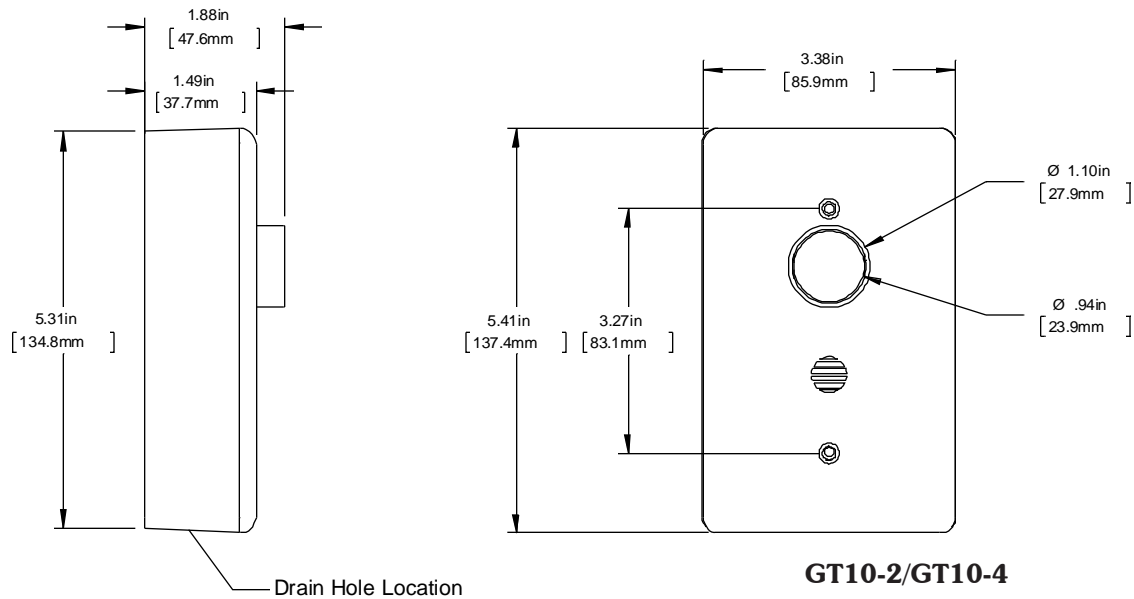 1.88in
[47.6mm]
1.49in
[37.7mm]
5.31in
[134.8mm]
Drain Hole Location
3.38in
[85.9mm]
Ø 1.10in
[27.9mm]
Ø .94in
[23.9mm]
5.41in
[137.4mm]
3.27in
[83.1mm]
GT10-2/GT10-4